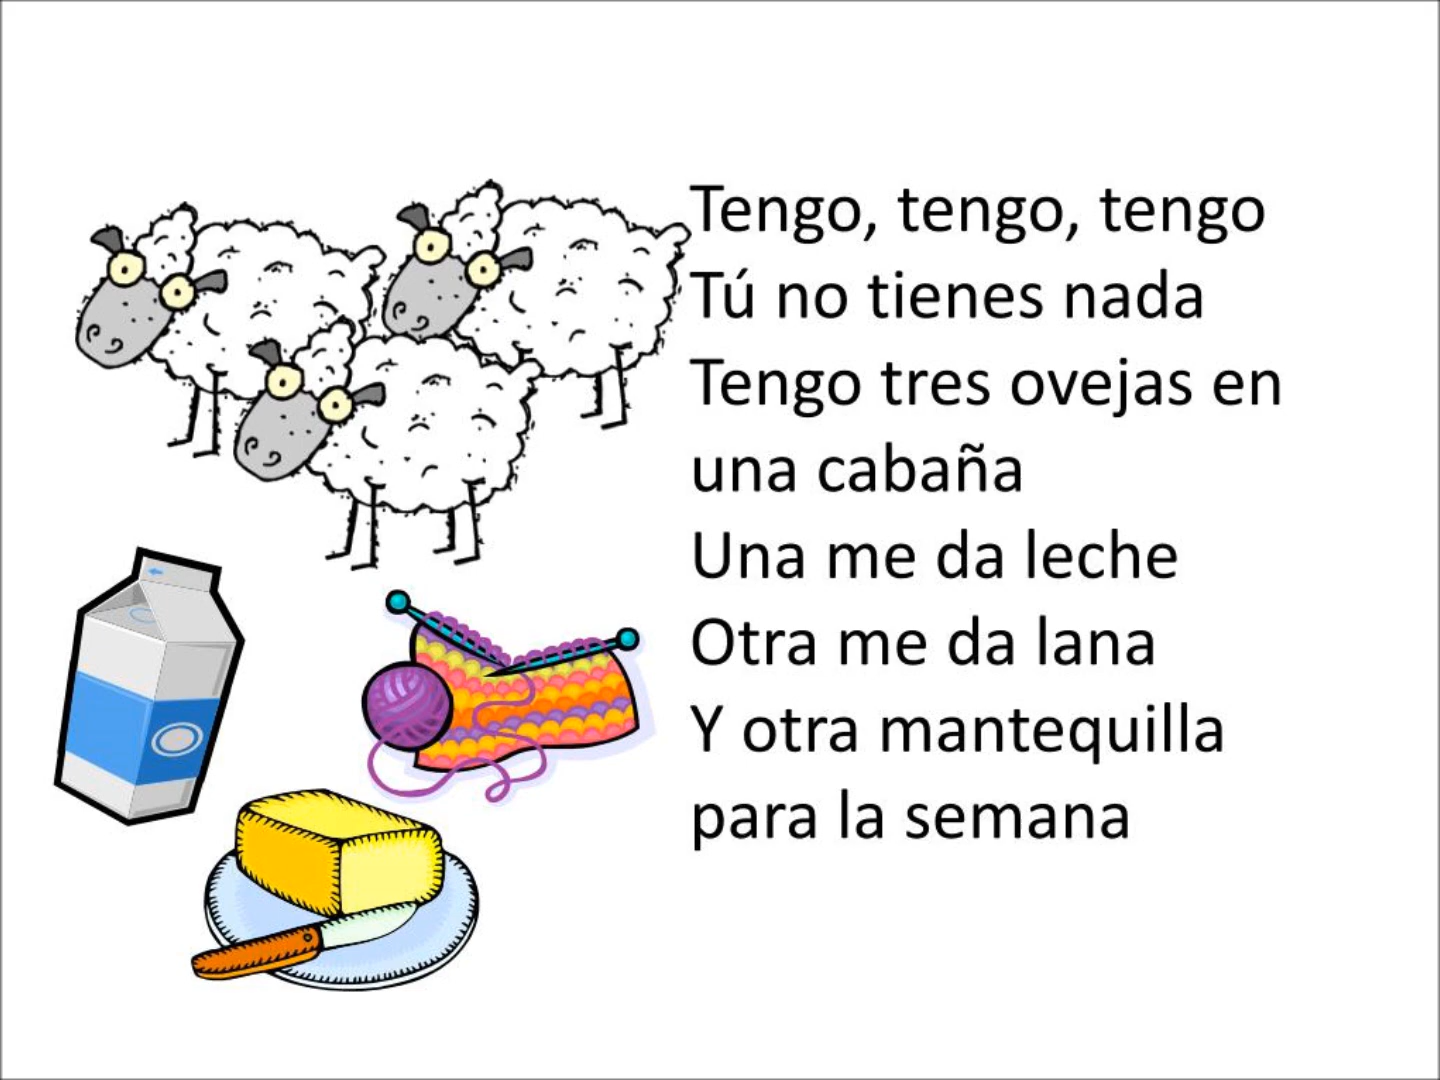 Tengo, tengo, tengo
Tú no tienes nada
Tengo tres ovejas en
una cabaña
Una me da leche
Otra me da lana
Y otra mantequilla
para la semana